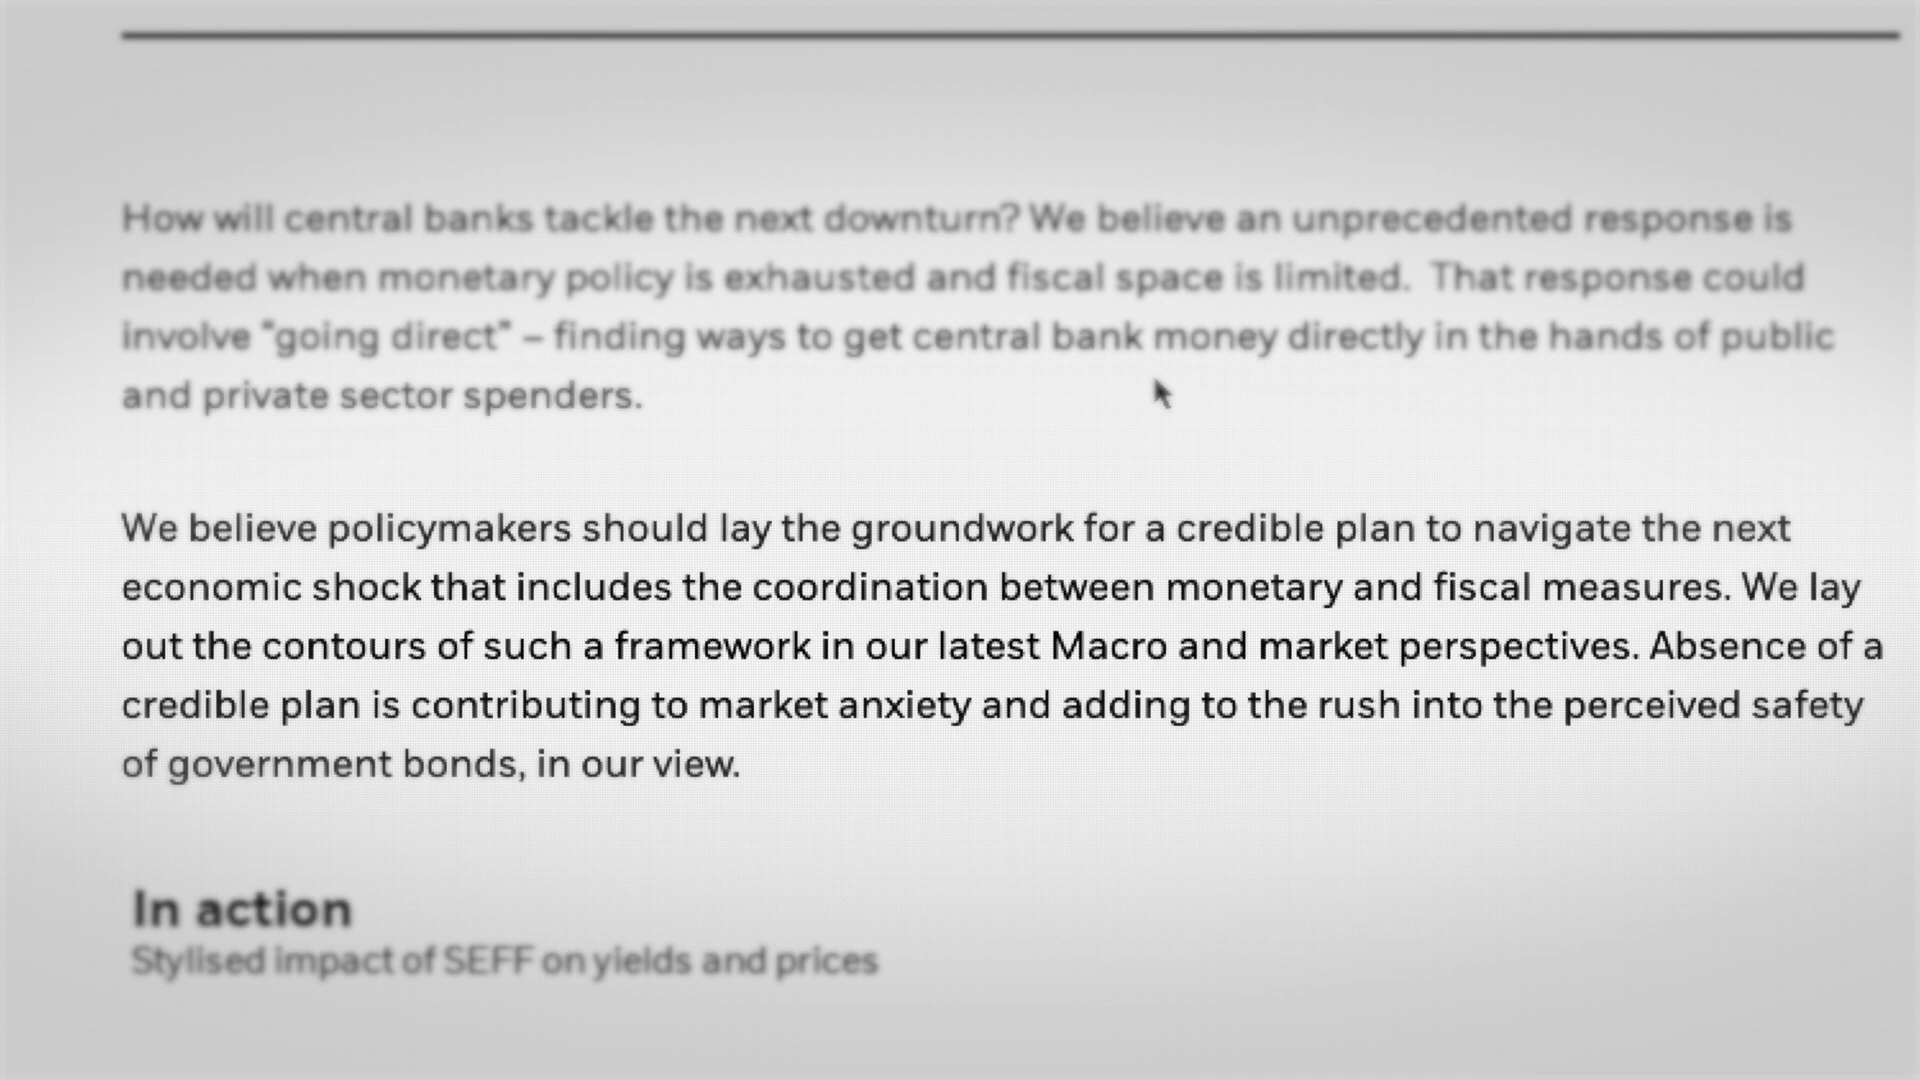 How will central banks tackle the next downturn? We believe an unprecedented response is
needed when monetary policy is exhausted and fiscal space is limited. That response could
involve "going direct" – finding ways to get central bank money directly in the hands of public
and private sector spenders.
We believe policymakers should lay the groundwork for a credible plan to navigate the next
economic shock that includes the coordination between monetary and fiscal measures. We lay
out the contours of such a framework in our latest Macro and market perspectives. Absence of a
credible plan is contributing to market anxiety and adding to the rush into the perceived safety
of government bonds, in our view.
In action
Stylised impact of SEFF on yields and prices